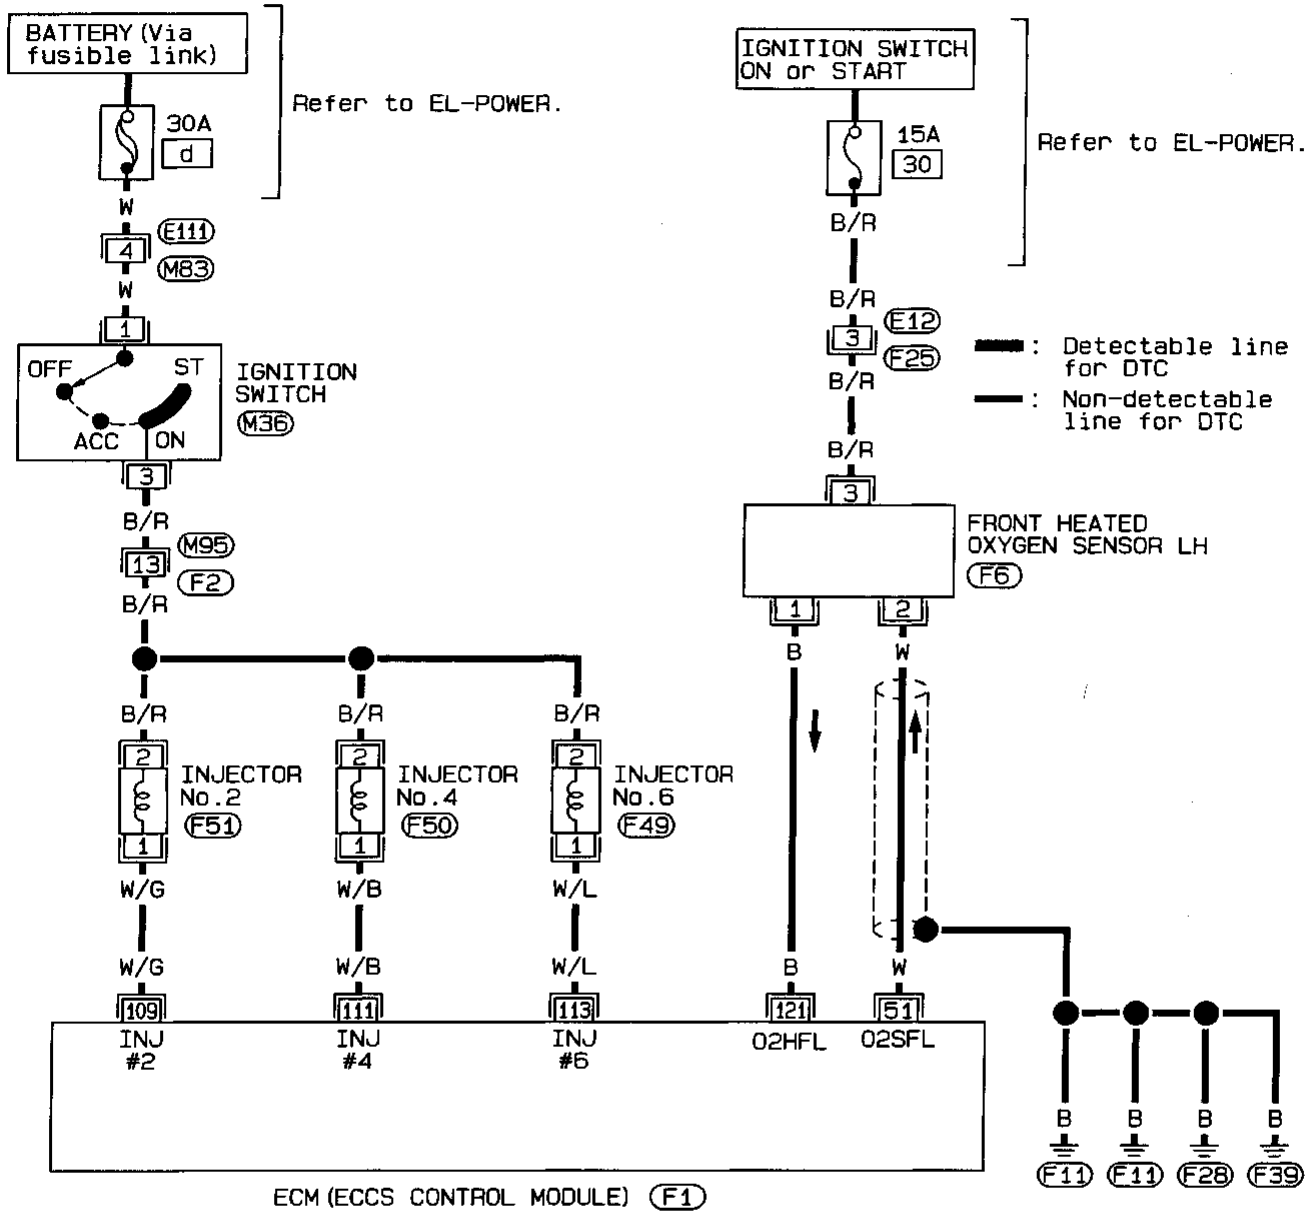 BATTERY (Via
fusible link)
Refer to EL-POWER.
30A
d
W
E111
4
M83
W
1
OFF
ST
ACC
ON
IGNITION
SWITCH
M36
3
B/R
M95
13
F2
B/R
IGNITION SWITCH
ON or START
15A
30
Refer to EL-POWER.
B/R
B/R
E12
3
F25
B/R
B/R
3
: Detectable line
for DTC
: Non-detectable
line for DTC
FRONT HEATED
OXYGEN SENSOR LH
F6
1
2
B
W
B/R
B/R
B/R
2
2
2
INJECTOR
No.2
F51
INJECTOR
No.4
F50
INJECTOR
No.6
F49
1
1
1
W/G
W/B
W/L
W/G
W/B
W/L
B
W
109
111
113
121
51
INJ
#2
INJ
#4
INJ
#6
O2HFL
O2SFL
B
B
B
B
F11
F11
F28
F39
ECM (ECCS CONTROL MODULE) F1